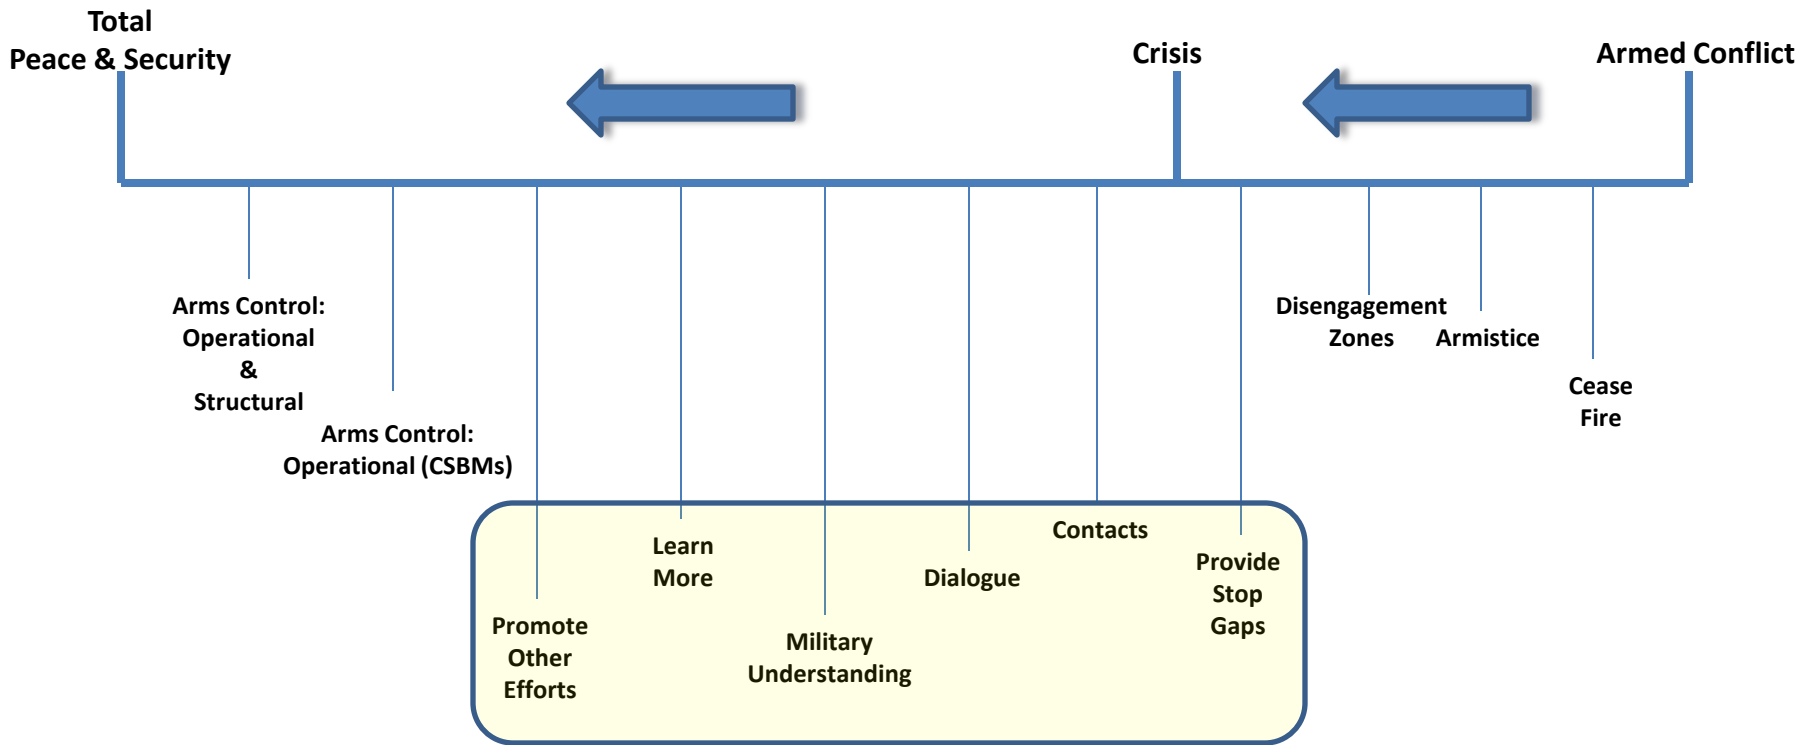 Total
Peace & Security
Crisis
Armed Conflict
Arms Control:
Operational
&
Structural
Arms Control:
Operational (CSBMs)
Promote
Other
Efforts
Learn
More
Military
Understanding
Dialogue
Contacts
Provide
Stop
Gaps
Disengagement
Zones
Armistice
Cease
Fire